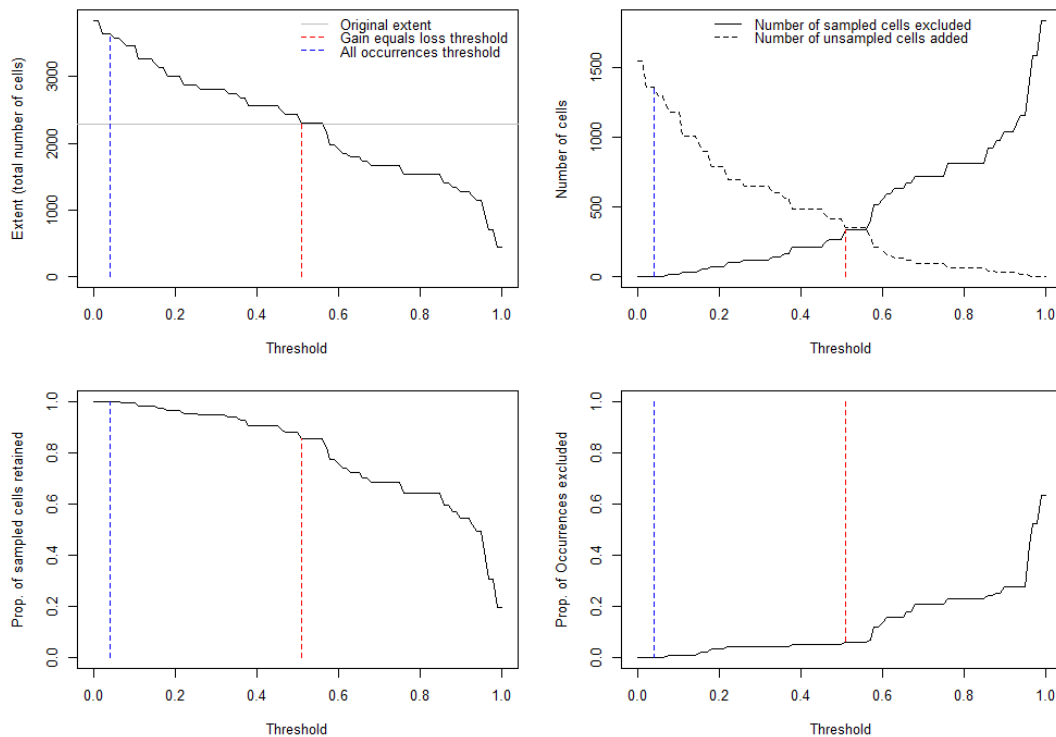 Extent (total number of cells)
0 1000 2000 3000
Original extent
Gain equals loss threshold
All occurrences threshold
0.0 0.2 0.4 0.6 0.8 1.0
Threshold
Number of cells
0 500 1000 1500
Number of sampled cells excluded
Number of unsampled cells added
0.0 0.2 0.4 0.6 0.8 1.0
Threshold
Prop. of sampled cells retained
0.0 0.2 0.4 0.6 0.8 1.0
0.0 0.2 0.4 0.6 0.8 1.0
Threshold
Prop. of Occurrences excluded
0.0 0.2 0.4 0.6 0.8 1.0
0.0 0.2 0.4 0.6 0.8 1.0
Threshold